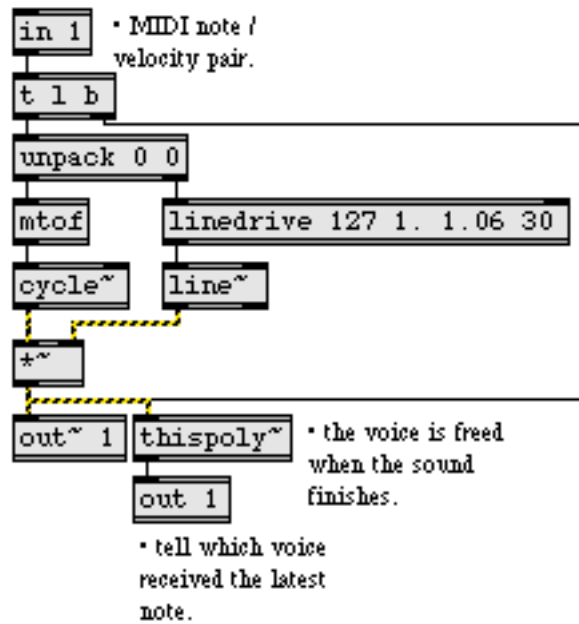 in 1
• MIDI note /
velocity pair.
t l b
unpack 0 0
mtof
linedrive 127 1. 1.06 30
cycle~
line~
*~
out~ 1
thispoly~
• the voice is freed
when the sound
finishes.
out 1
• tell which voice
received the latest
note.